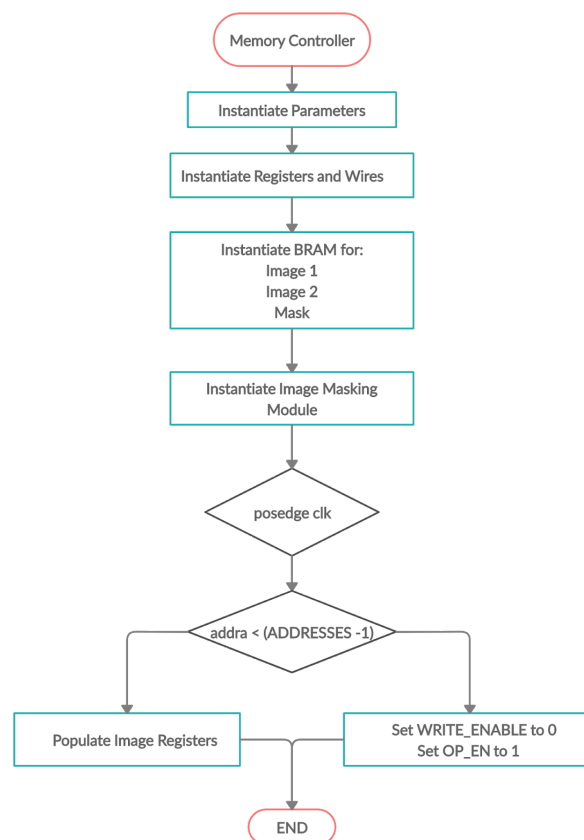 Memory Controller
Instantiate Parameters
Instantiate Registers and Wires
Instantiate BRAM for:
Image 1
Image 2
Mask
Instantiate Image Masking
Module
posedge clk
addra < (ADDRESSES -1)
Populate Image Registers
Set WRITE_ENABLE to 0
Set OP_EN to 1
END